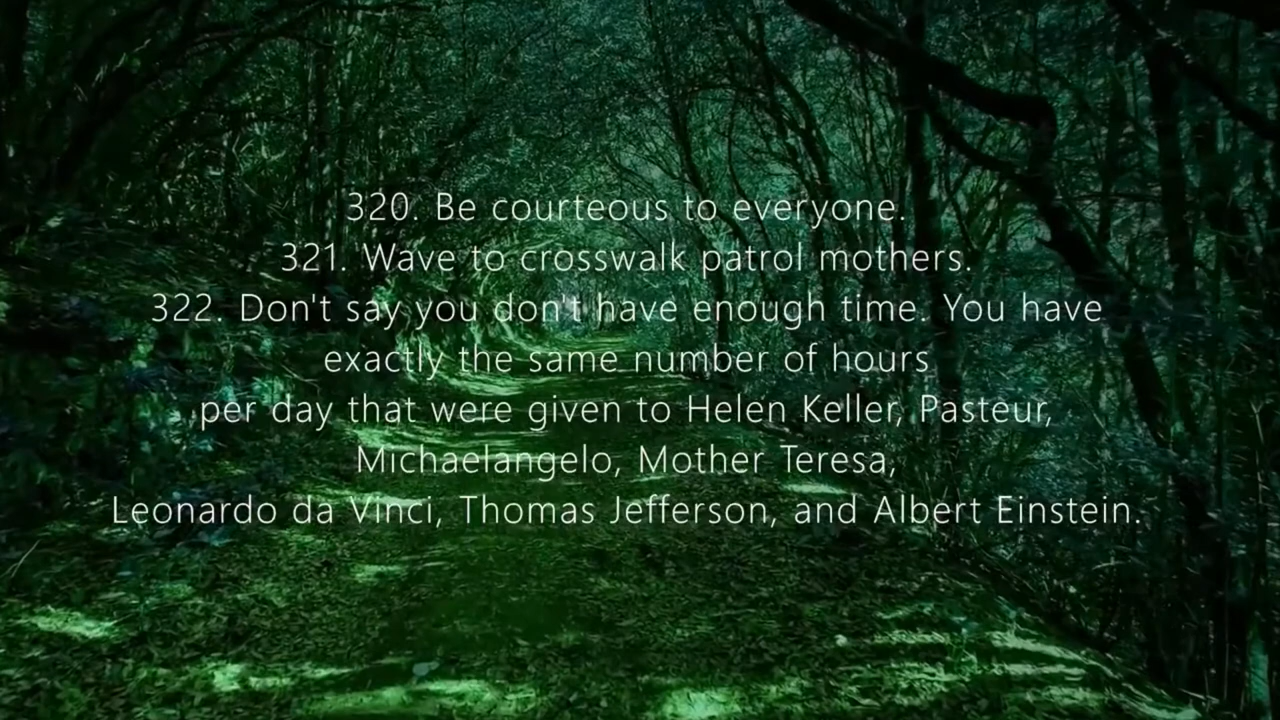 320. Be courteous to everyone.
321. Wave to crosswalk patrol mothers.
322. Don't say you don't have enough time. You have
exactly the same number of hours
per day that were given to Helen Keller, Pasteur,
Michaelangelo, Mother Teresa,
Leonardo da Vinci, Thomas Jefferson, and Albert Einstein.